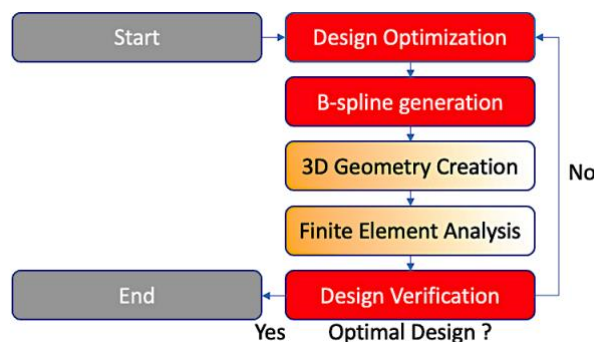 Start
Design Optimization
B-spline generation
3D Geometry Creation
No
Finite Element Analysis
End
Design Verification
Yes
Optimal Design ?